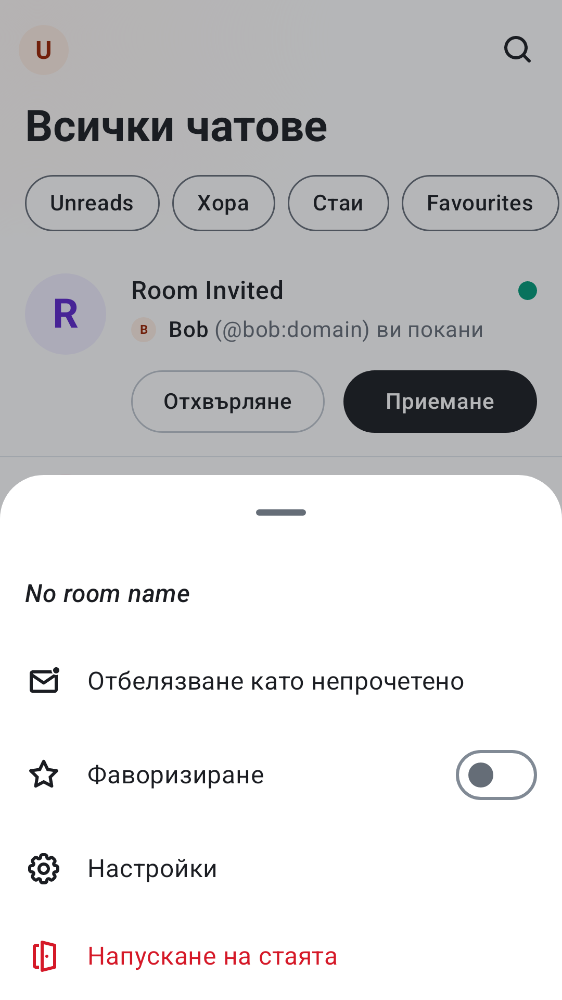 U
Всички чатове
Unreads Хора Стаи Favourites
R
Room Invited
B Bob (@bob:domain) ви покани
Отхвърляне Приемане
No room name
Отбелязване като непрочетено
Фаворизиране
Настройки
Напускане на стаята